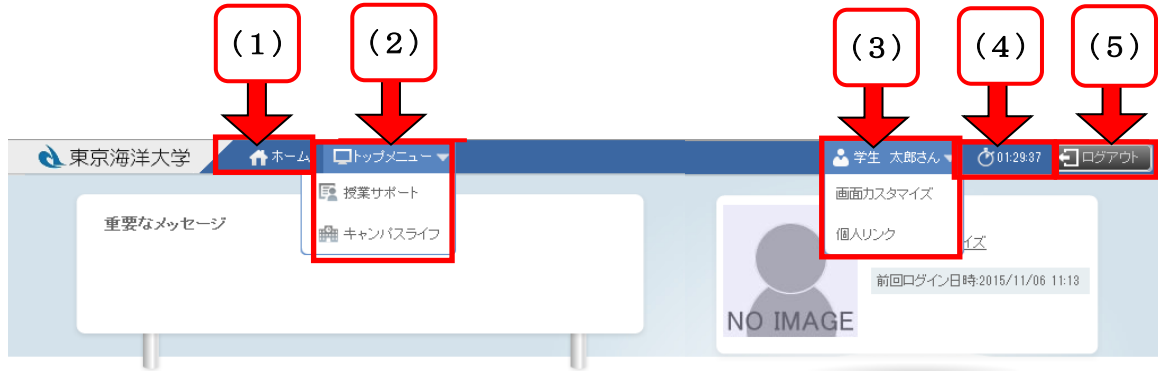 (1)
(2)
(3)
(4)
(5)
東京海洋大学
ホーム
トップメニュー
学生 太郎さん
01:29:37
ログアウト
授業サポート
キャンパスライフ
画面カスタマイズ
個人リンク
重要なメッセージ
イズ
前回ログイン日時:2015/11/06 11:13
NO IMAGE